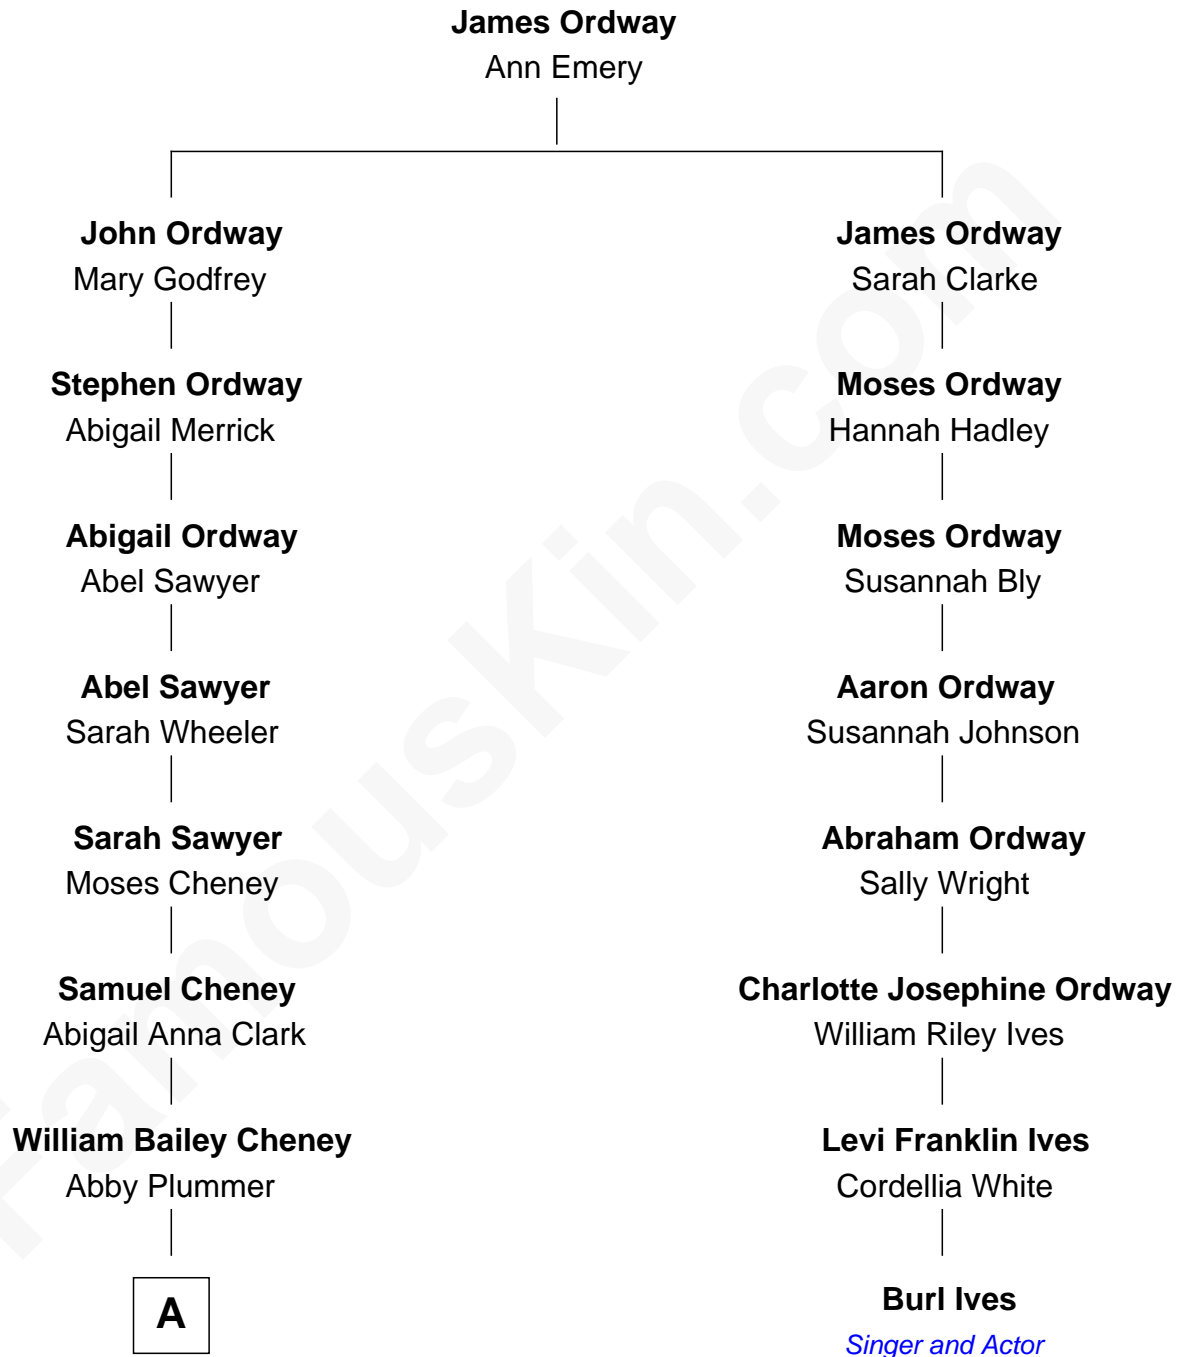 James Ordway
Ann Emery
John Ordway
Mary Godfrey
James Ordway
Sarah Clarke
Stephen Ordway
Abigail Merrick
Moses Ordway
Hannah Hadley
Abigail Ordway
Abel Sawyer
Moses Ordway
Susannah Bly
Abel Sawyer
Sarah Wheeler
Aaron Ordway
Susannah Johnson
Sarah Sawyer
Moses Cheney
Abraham Ordway
Sally Wright
Samuel Cheney
Abigail Anna Clark
Charlotte Josephine Ordway
William Riley Ives
William Bailey Cheney
Abby Plummer
Levi Franklin Ives
Cordellia White
A
Burl Ives
Singer and Actor
FamousKin.com